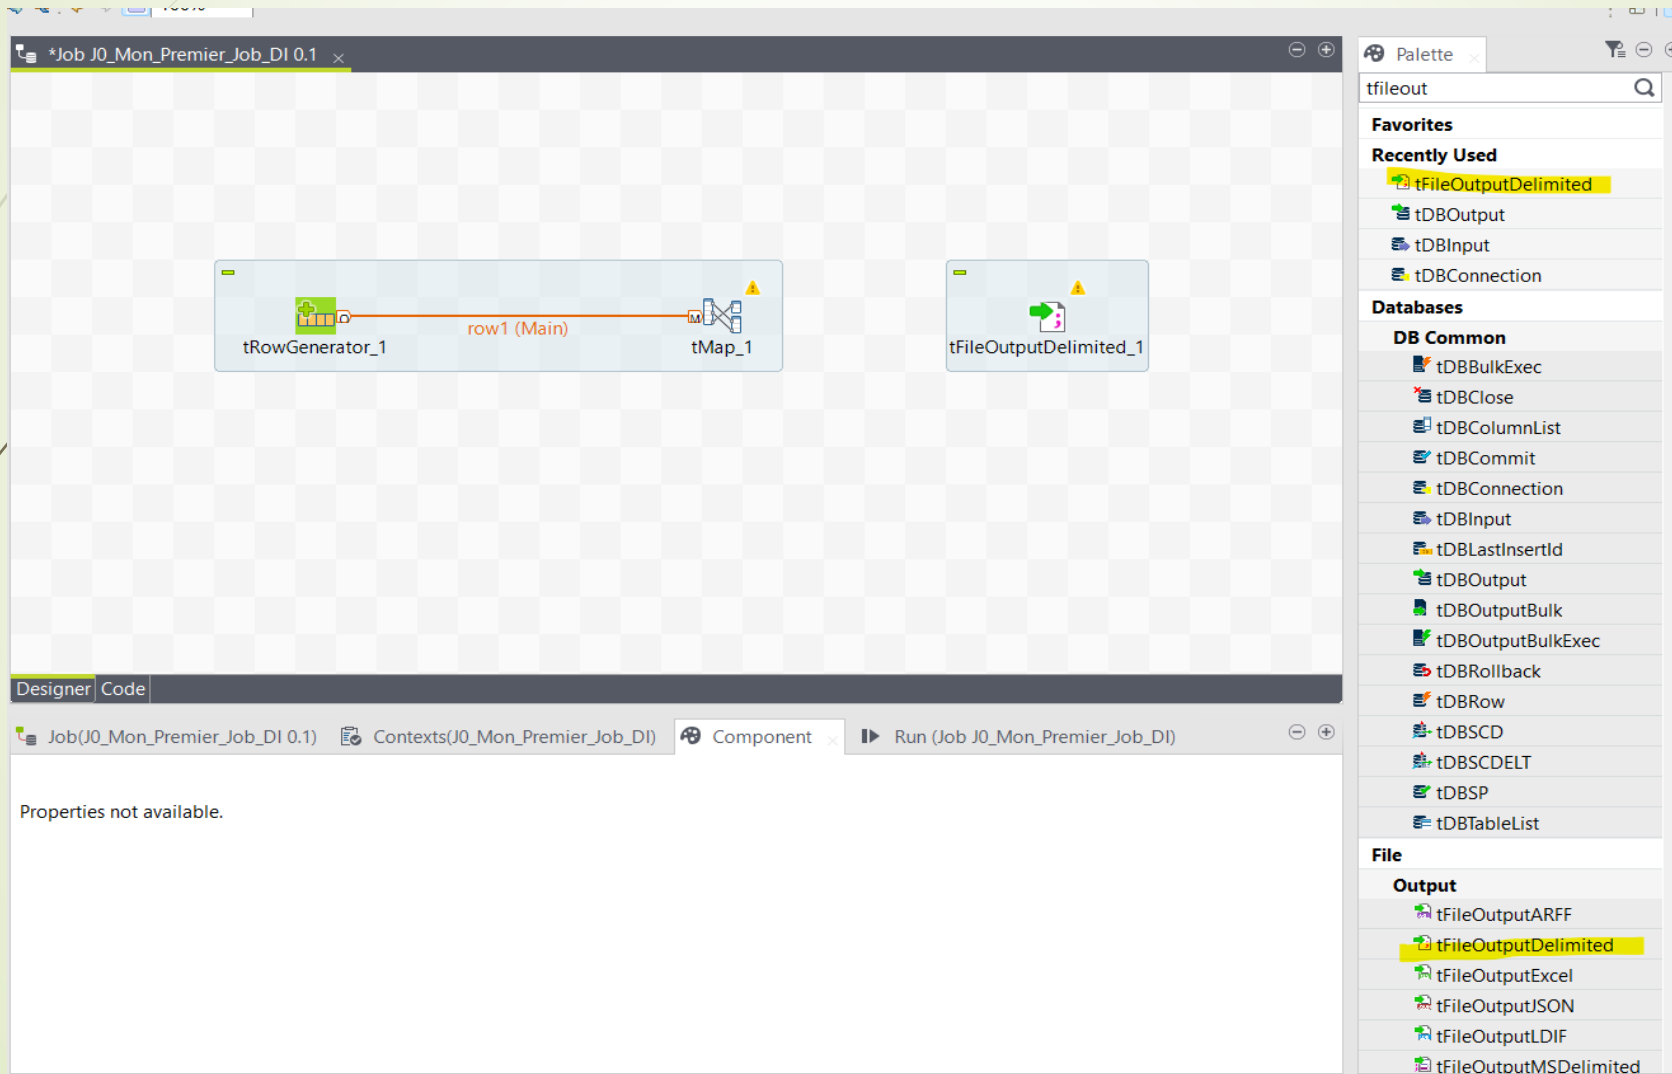 *Job J0_Mon_Premier_Job_DI 0.1
row1 (Main)
tRowGenerator_1
tMap_1
tFileOutputDelimited_1
Designer
Code
Job(J0_Mon_Premier_Job_DI 0.1)
Contexts(J0_Mon_Premier_Job_DI)
Component
Run (Job J0_Mon_Premier_Job_DI)
Properties not available.
Palette
tfileout
Favorites
Recently Used
tFileOutputDelimited
tDBOutput
tDBInput
tDBConnection
Databases
DB Common
tDBBulkExec
tDBClose
tDBColumnList
tDBCommit
tDBConnection
tDBInput
tDBLastInsertId
tDBOutput
tDBOutputBulk
tDBOutputBulkExec
tDBRollback
tDBRow
tDBSCD
tDBSCDELT
tDBSP
tDBTableList
File
Output
tFileOutputARFF
tFileOutputDelimited
tFileOutputExcel
tFileOutputJSON
tFileOutputLDIF
tFileOutputMSDelimited